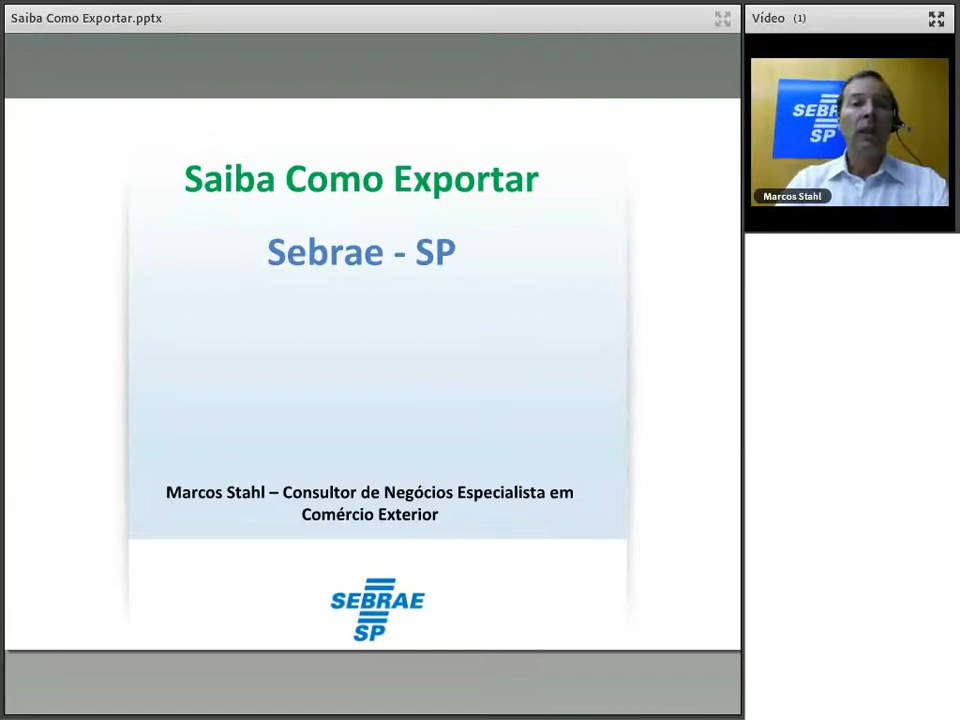 Saiba Como Exportar.pptx
Vídeo (1)
SEBR
SP
Marcos Stahl
Saiba Como Exportar
Sebrae - SP
Marcos Stahl – Consultor de Negócios Especialista em
Comércio Exterior
SEBRAE
SP